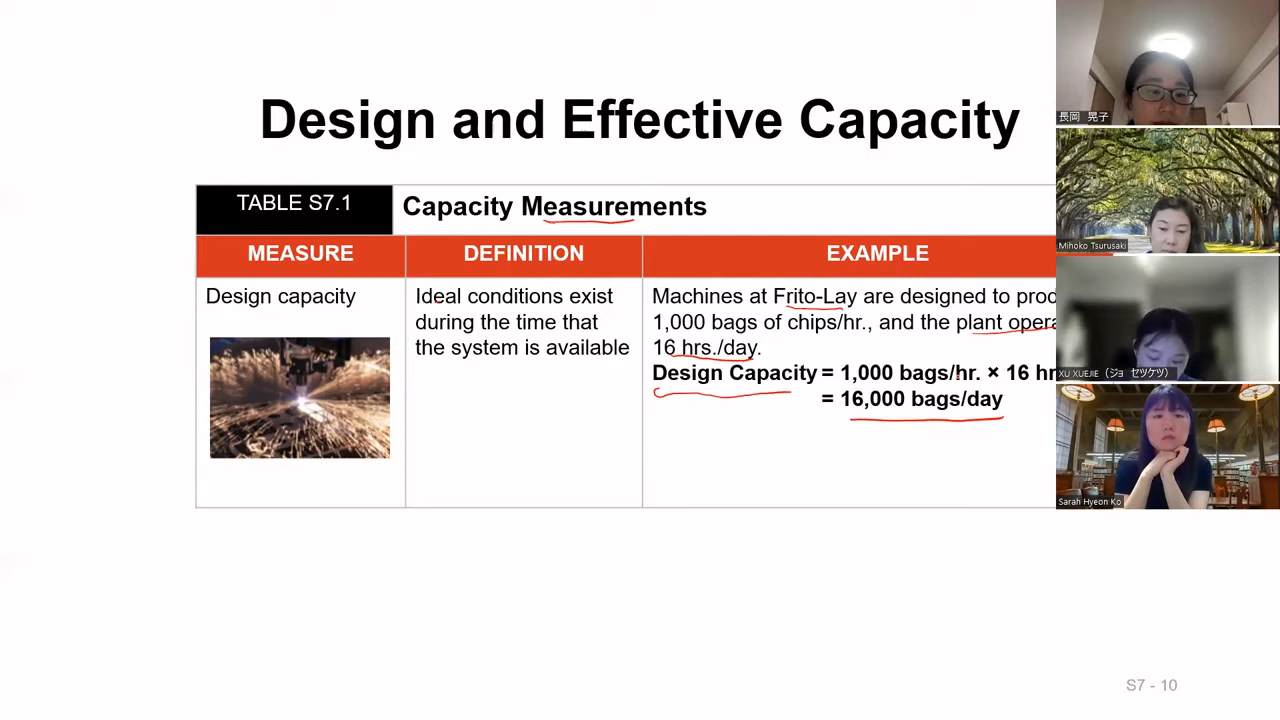 Design and Effective Capacity
TABLE S7.1
Capacity Measurements
MEASURE
DEFINITION
EXAMPLE
Design capacity
Ideal conditions exist
during the time that
the system is available
Machines at Frito-Lay are designed to proc
1,000 bags of chips/hr., and the plant opera
16 hrs./day.
Design Capacity = 1,000 bags/hr. × 16 hr
= 16,000 bags/day
S7 - 10
長岡 晃子
Mihoko Tsurusaki
XU XUEJIE（ジョ セツケツ）
Sarah Hyeon Ko